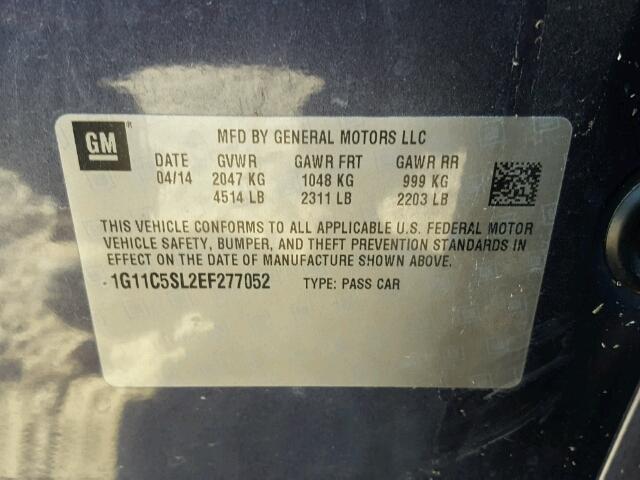 GM®
MFD BY GENERAL MOTORS LLC
DATE GVWR GAWR FRT GAWR RR
04/14 2047 KG 1048 KG 999 KG
4514 LB 2311 LB 2203 LB
THIS VEHICLE CONFORMS TO ALL APPLICABLE U.S. FEDERAL MOTOR
VEHICLE SAFETY, BUMPER, AND THEFT PREVENTION STANDARDS IN
EFFECT ON THE DATE OF MANUFACTURE SHOWN ABOVE.
1G11C5SL2EF277052 TYPE: PASS CAR